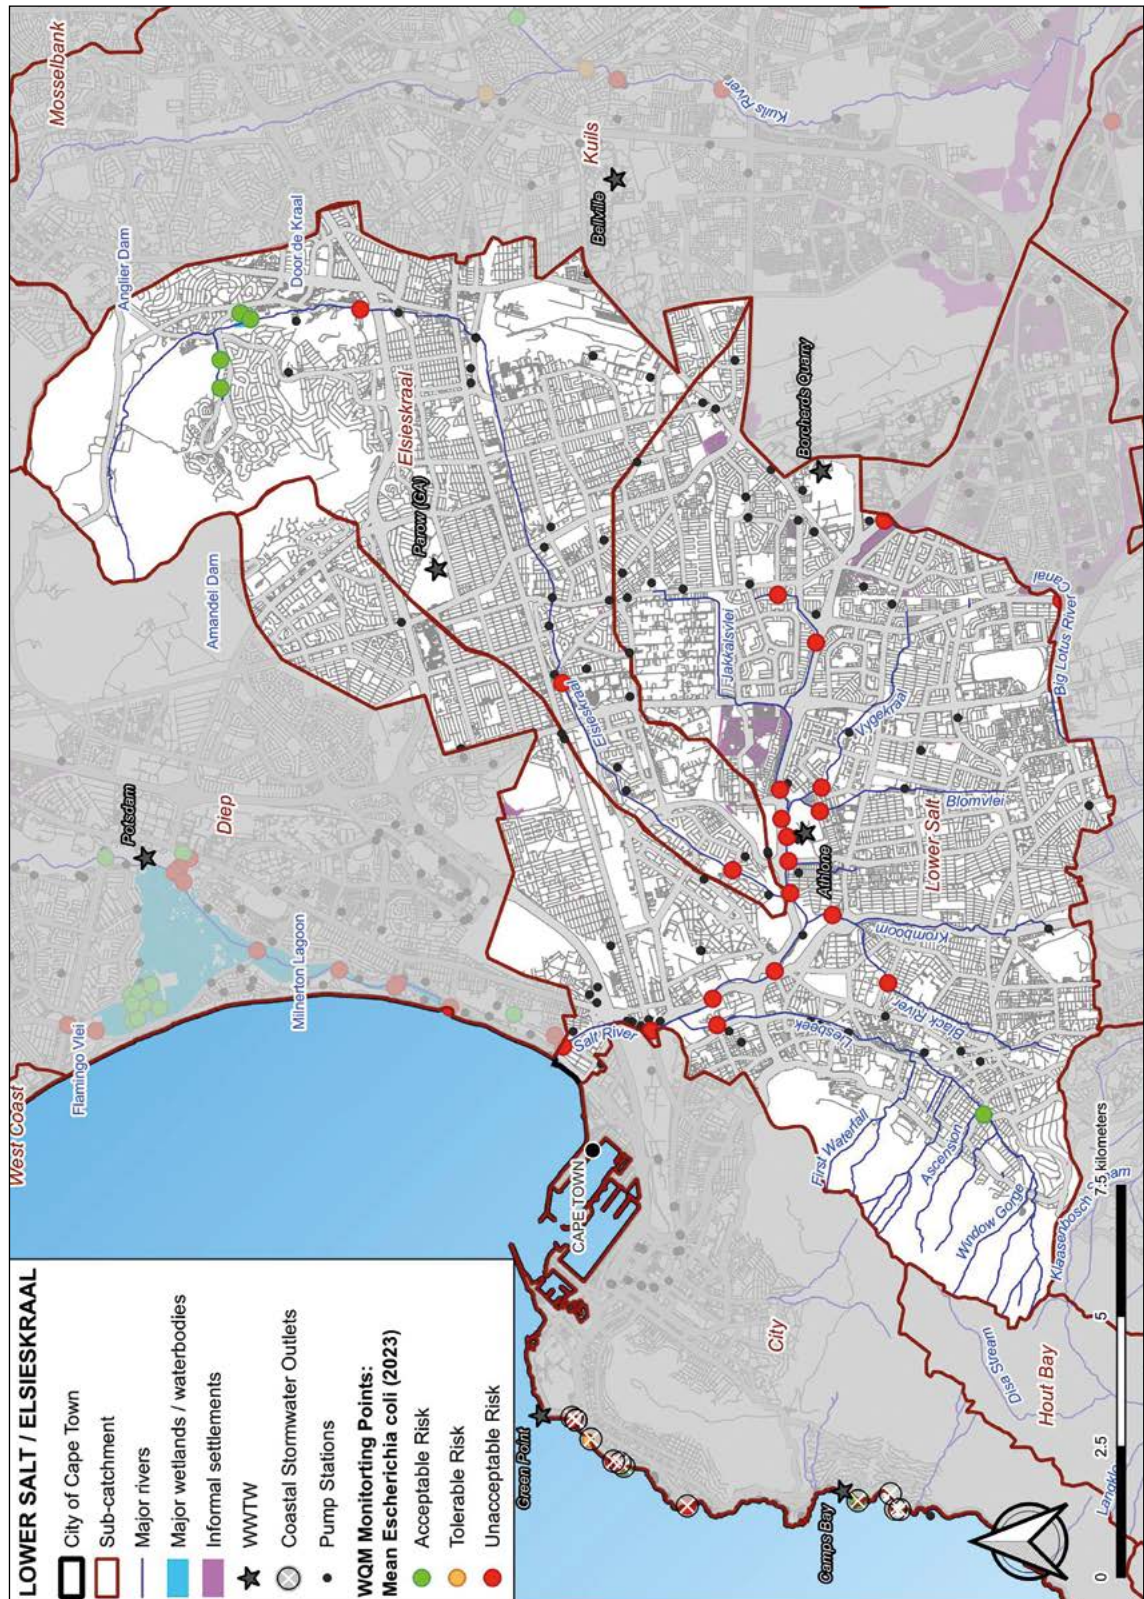 LOWER SALT / ELSIESKRAAL
City of Cape Town
Sub-catchment
Major rivers
Major wetlands / waterbodies
Informal settlements
WWTW
Coastal Stormwater Outlets
Pump Stations
WQM Monitorting Points:
Mean Escherichia coli (2023)
Acceptable Risk
Tolerable Risk
Unacceptable Risk
West Coast
Flamingo Vlei
Milnerton Lagoon
Potsdam
Diep
Amandel Dam
Anglier Dam
Mosselbank
Door de Kraal
Elsieskraal
Parow (GA)
Kuils
Bellville
Kuils River
CAPE TOWN
Salt River
Elsieskraal
Green Point
Jakkalsvlei
Borcherds Quarry
City
Camps Bay
First Waterfall
Liesbeek
Athlone
Vygekraal
Blomvlei
Lower Salt
Kromboom
Black River
Ascension
Window Gorge
Big Lotus River
Canal
Disa Stream
Hout Bay
Klaasenbosch
0
2.5
5
7.5 kilometers